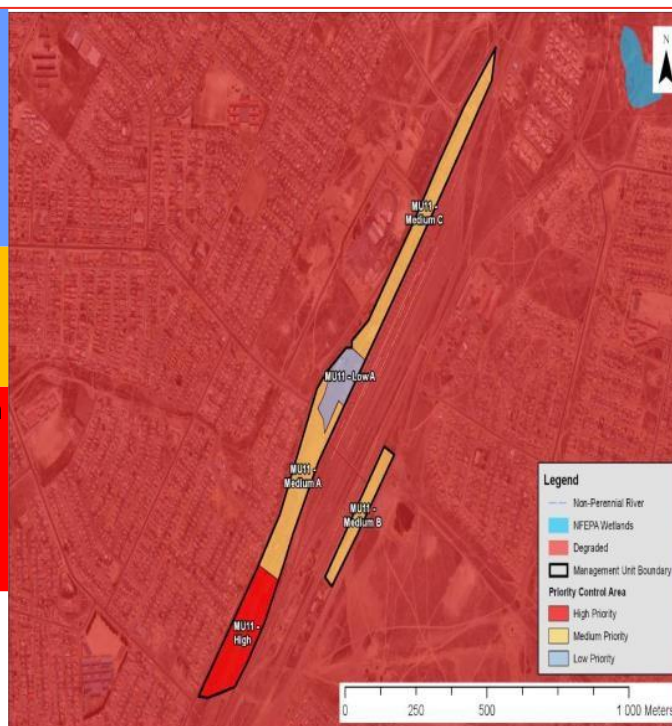 N
MU11 -
Medium C
MU11 - Low A
MU11 -
Medium A
MU11 -
Medium B
MU11 -
High
Legend
Non-Perennial River
NFEPA Wetlands
Degraded
Management Unit Boundary
Priority Control Area
High Priority
Medium Priority
Low Priority
0 250 500 1 000 Meters